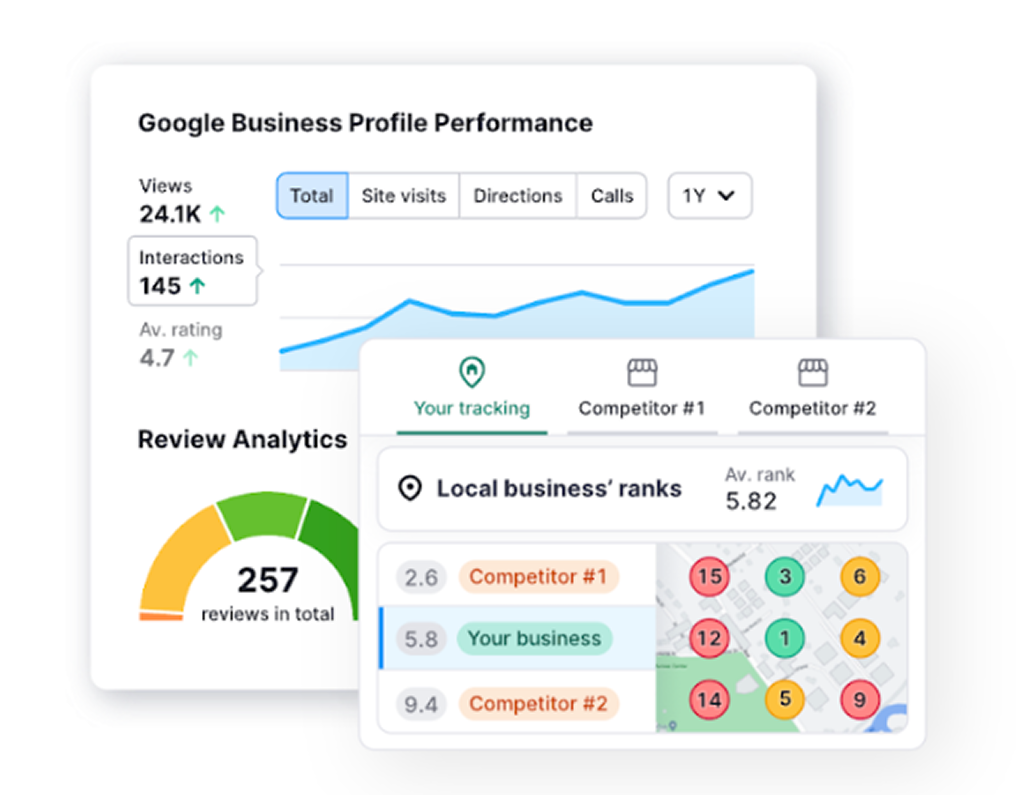 Google Business Profile Performance
Views
24.1K ↑
Total Site visits Directions Calls 1Y
Interactions
145 ↑
Av. rating
4.7 ↑
Review Analytics
257
reviews in total
Your tracking Competitor #1 Competitor #2
Local business’ ranks
Av. rank
5.82
2.6 Competitor #1
5.8 Your business
9.4 Competitor #2
15 3 6
12 1 4
14 5 9